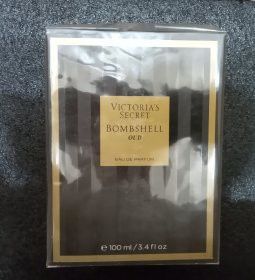 VICTORIA'S
SECRET
BOMBSHELL
OUD
EAU DE PARFUM
℮ 100 ml / 3.4 fl oz